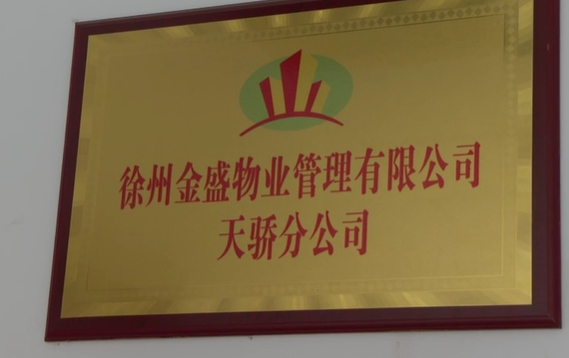 徐州金盛物业管理有限公司
天骄分公司